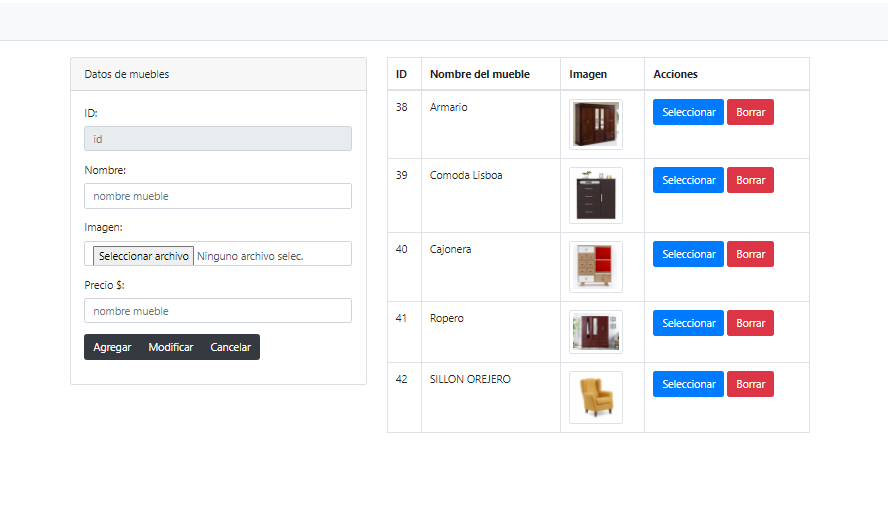 Datos de muebles
ID:
id
Nombre:
nombre mueble
Imagen:
Seleccionar archivo Ninguno archivo selec.
Precio $:
nombre mueble
Agregar Modificar Cancelar
ID Nombre del mueble Imagen Acciones
38 Armario Seleccionar Borrar
39 Comoda Lisboa Seleccionar Borrar
40 Cajonera Seleccionar Borrar
41 Ropero Seleccionar Borrar
42 SILLON OREJERO Seleccionar Borrar